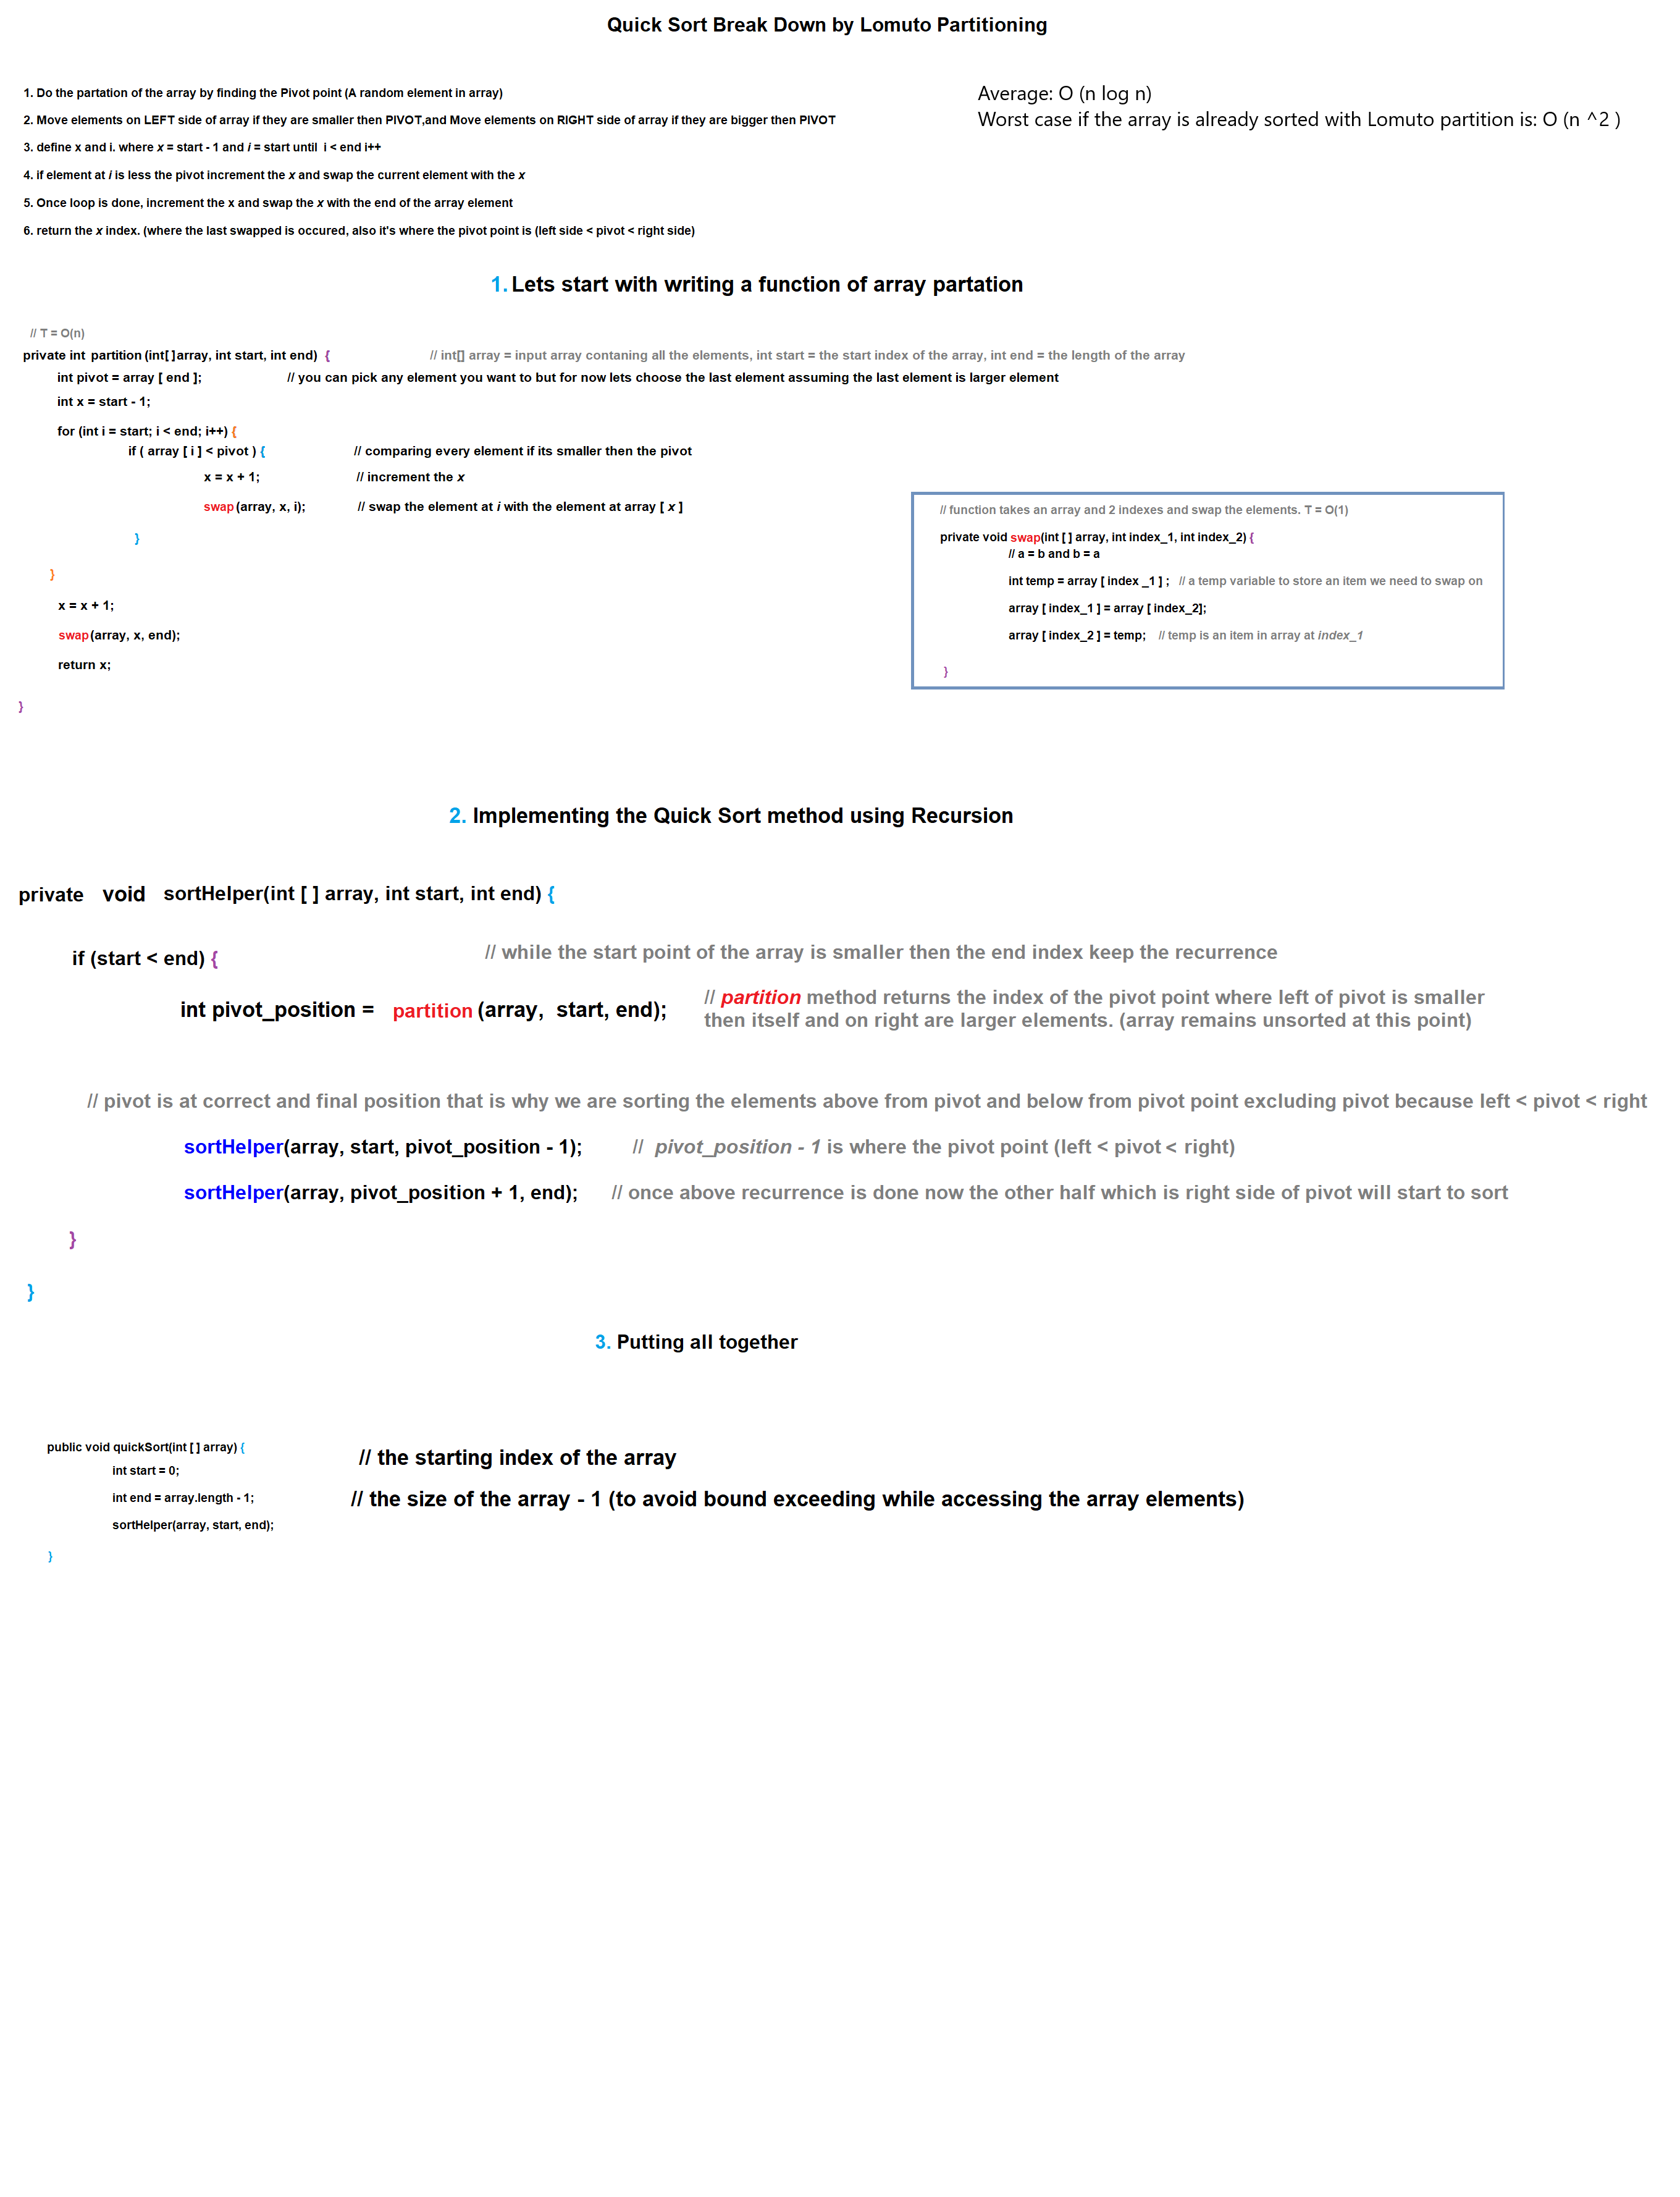 Quick Sort Break Down by Lomuto Partitioning
1. Do the partation of the array by finding the Pivot point (A random element in array)
2. Move elements on LEFT side of array if they are smaller then PIVOT,and Move elements on RIGHT side of array if they are bigger then PIVOT
3. define x and i. where x = start - 1 and i = start until i < end i++
4. if element at i is less the pivot increment the x and swap the current element with the x
5. Once loop is done, increment the x and swap the x with the end of the array element
6. return the x index. (where the last swapped is occured, also it's where the pivot point is (left side < pivot < right side)
Average: O (n log n)
Worst case if the array is already sorted with Lomuto partition is: O (n ^2 )
1. Lets start with writing a function of array partation
// T = O(n)
private int partition (int[ ]array, int start, int end) { // int[] array = input array contaning all the elements, int start = the start index of the array, int end = the length of the array
int pivot = array [ end ]; // you can pick any element you want to but for now lets choose the last element assuming the last element is larger element
int x = start - 1;
for (int i = start; i < end; i++) {
if ( array [ i ] < pivot ) { // comparing every element if its smaller then the pivot
x = x + 1; // increment the x
swap (array, x, i); // swap the element at i with the element at array [ x ]
}
}
x = x + 1;
swap (array, x, end);
return x;
}
// function takes an array and 2 indexes and swap the elements. T = O(1)
private void swap(int [ ] array, int index_1, int index_2) {
// a = b and b = a
int temp = array [ index _1 ] ; // a temp variable to store an item we need to swap on
array [ index_1 ] = array [ index_2];
array [ index_2 ] = temp; // temp is an item in array at index_1
}
2. Implementing the Quick Sort method using Recursion
private void sortHelper(int [ ] array, int start, int end) {
if (start < end) { // while the start point of the array is smaller then the end index keep the recurrence
int pivot_position = partition (array, start, end); // partition method returns the index of the pivot point where left of pivot is smaller
then itself and on right are larger elements. (array remains unsorted at this point)
// pivot is at correct and final position that is why we are sorting the elements above from pivot and below from pivot point excluding pivot because left < pivot < right
sortHelper(array, start, pivot_position - 1); // pivot_position - 1 is where the pivot point (left < pivot < right)
sortHelper(array, pivot_position + 1, end); // once above recurrence is done now the other half which is right side of pivot will start to sort
}
}
3. Putting all together
public void quickSort(int [ ] array) { // the starting index of the array
int start = 0;
int end = array.length - 1; // the size of the array - 1 (to avoid bound exceeding while accessing the array elements)
sortHelper(array, start, end);
}